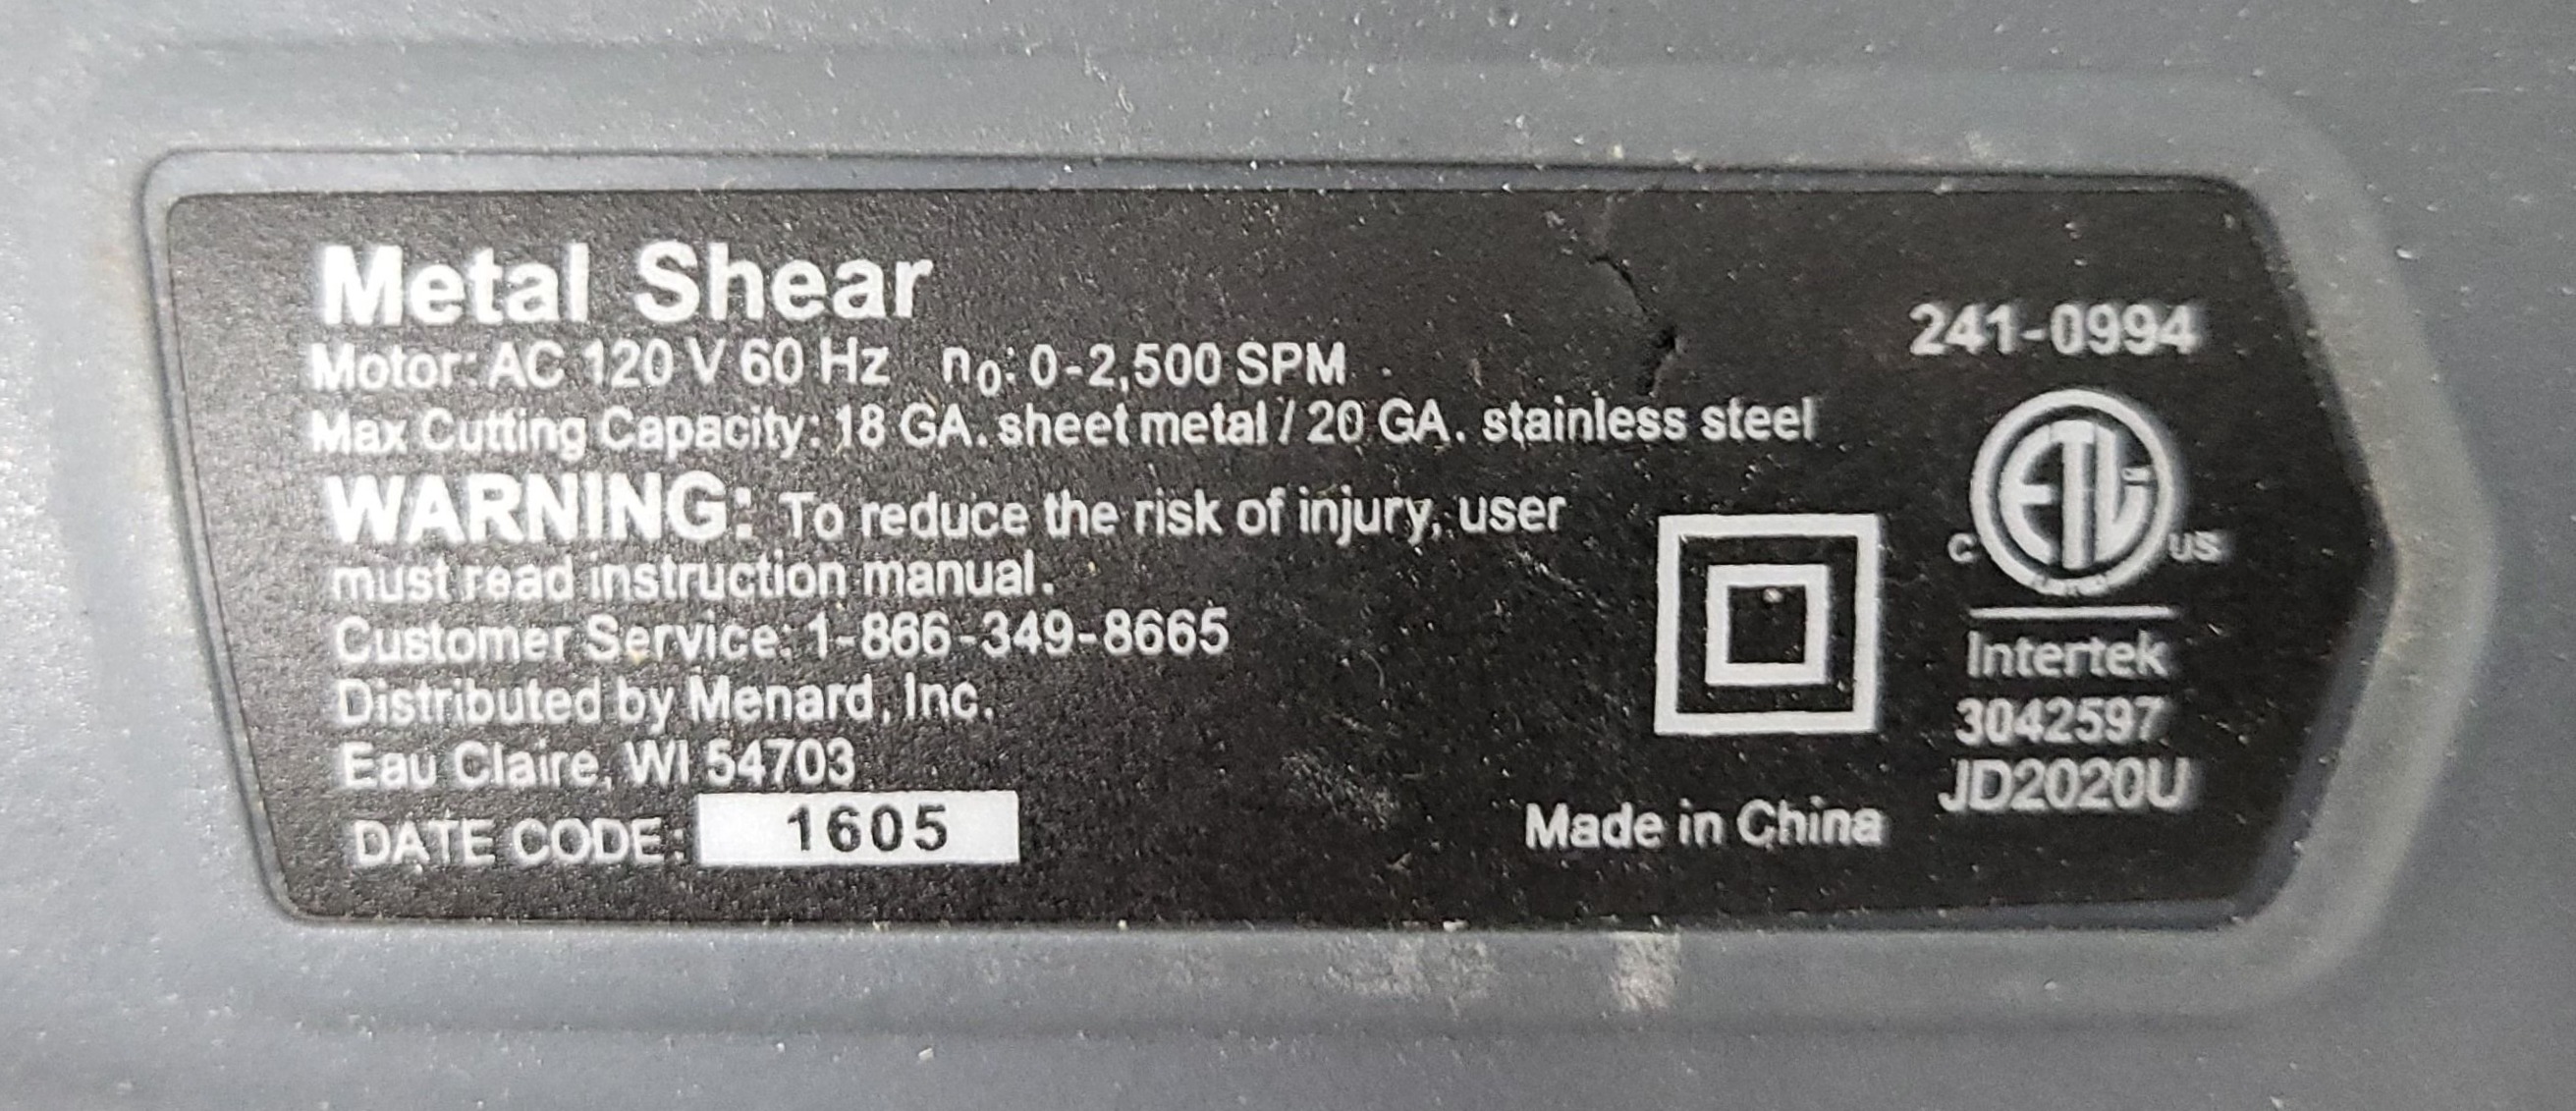 Metal Shear
Motor: AC 120 V 60 Hz n0: 0-2,500 SPM
Max Cutting Capacity: 18 GA. sheet metal / 20 GA. stainless steel
WARNING: To reduce the risk of injury, user
must read instruction manual.
Customer Service: 1-866-349-8665
Distributed by Menard, Inc.
Eau Claire, WI 54703
DATE CODE: 1605
Made in China
241-0994
ETL
C US
Intertek
3042597
JD2020U